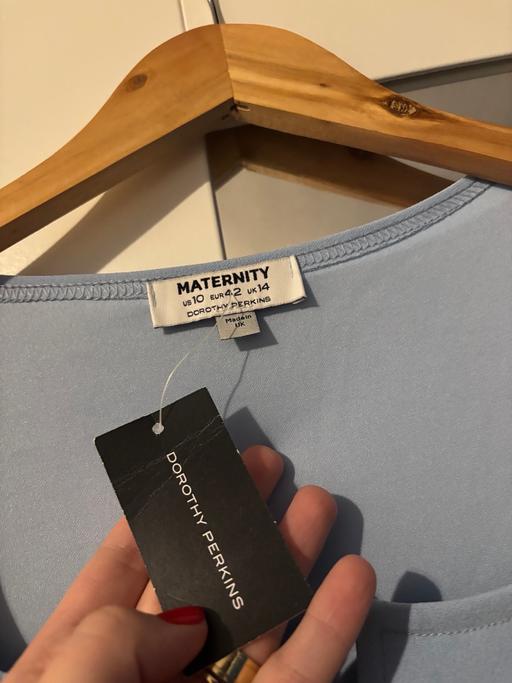 MATERNITY
US 10 EUR 42 UK 14
DOROTHY PERKINS
Made in
UK
DOROTHY PERKINS